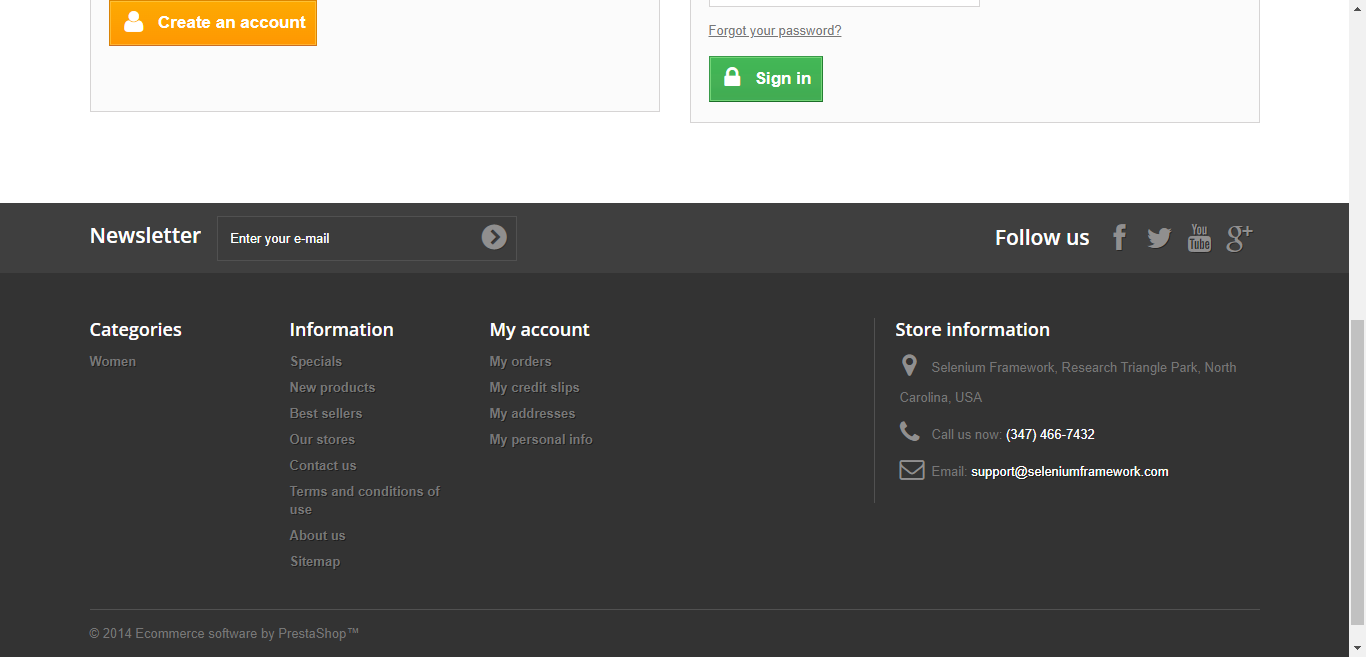 Create an account
Forgot your password?
Sign in
Newsletter
Enter your e-mail
Follow us
You
Tube
g+
Categories
Women
Information
Specials
New products
Best sellers
Our stores
Contact us
Terms and conditions of
use
About us
Sitemap
My account
My orders
My credit slips
My addresses
My personal info
Store information
Selenium Framework, Research Triangle Park, North
Carolina, USA
Call us now: (347) 466-7432
Email: support@seleniumframework.com
© 2014 Ecommerce software by PrestaShop™